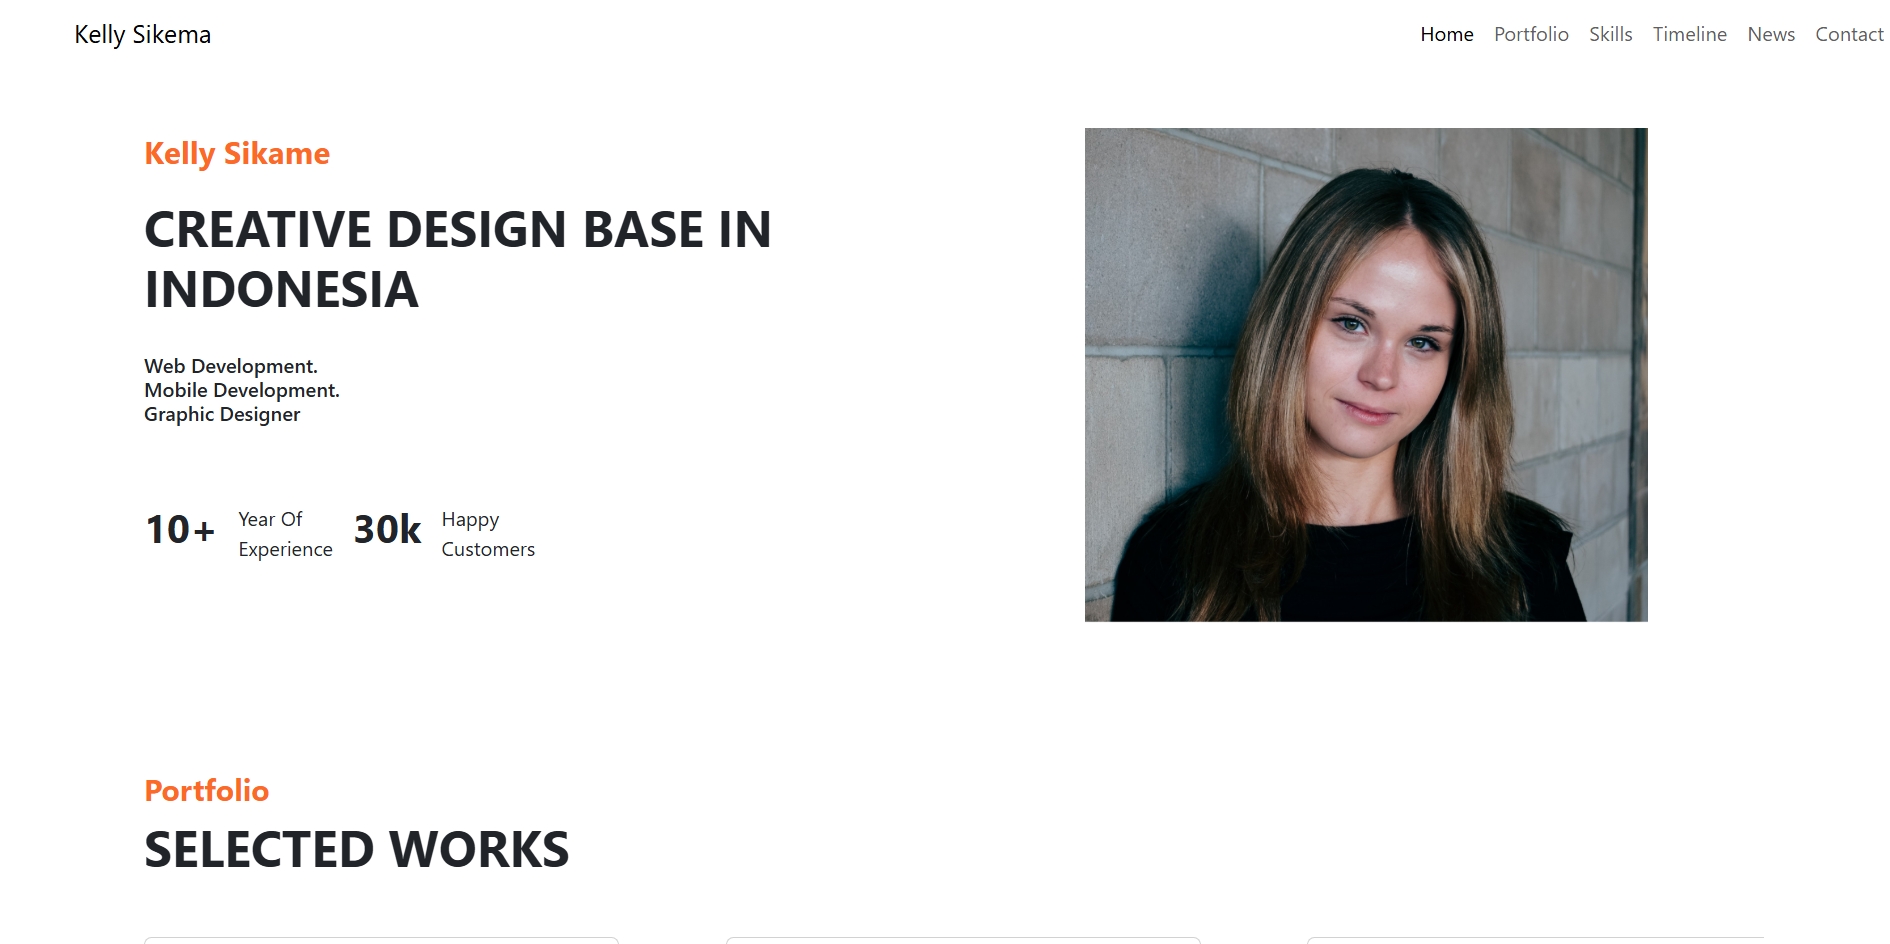 Kelly Sikema
Home Portfolio Skills Timeline News Contact
Kelly Sikame
CREATIVE DESIGN BASE IN
INDONESIA
Web Development.
Mobile Development.
Graphic Designer
10+ Year Of
Experience
30k Happy
Customers
Portfolio
SELECTED WORKS